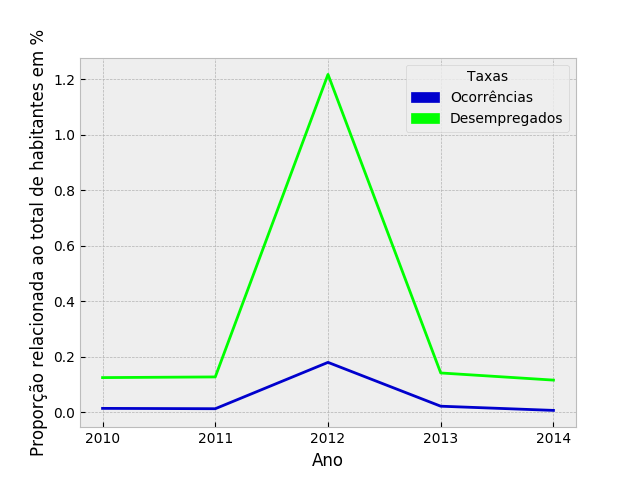 Proporção relacionada ao total de habitantes em %
1.2
1.0
0.8
0.6
0.4
0.2
0.0
Taxas
Ocorrências
Desempregados
2010 2011 2012 2013 2014
Ano